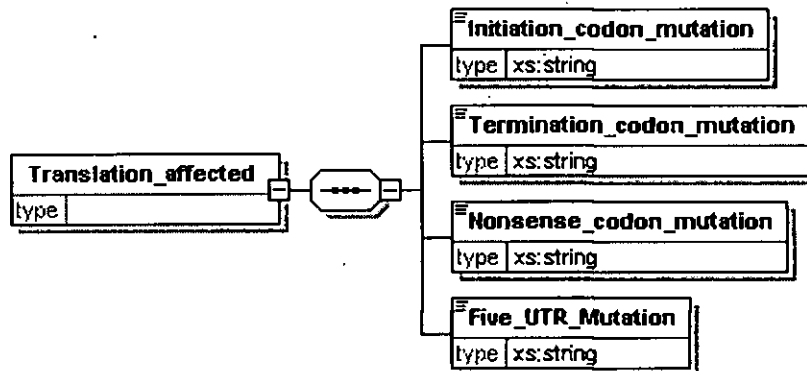 Initiation_codon_mutation
type xs:string
Termination_codon_mutation
type xs:string
Translation_affected
type
Nonsense_codon_mutation
type xs:string
Five_UTR_Mutation
type xs:string